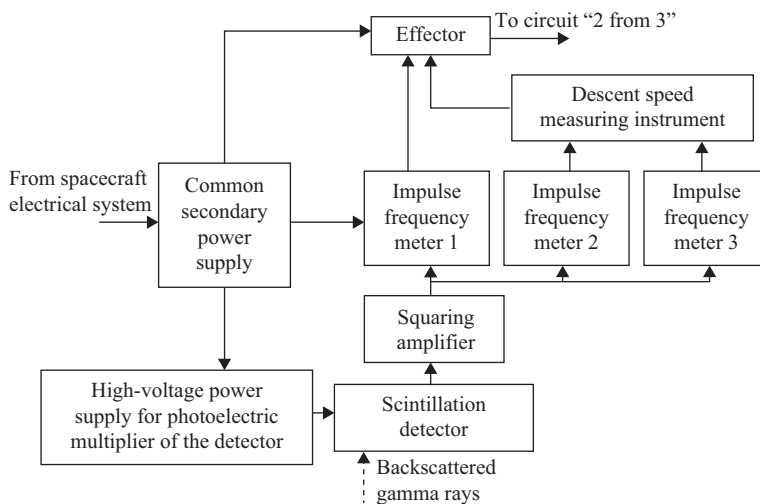 To circuit “2 from 3”
Effector
Descent speed
measuring instrument
From spacecraft
electrical system
Common
secondary
power
supply
Impulse
frequency
meter 1
Impulse
frequency
meter 2
Impulse
frequency
meter 3
Squaring
amplifier
High-voltage power
supply for photoelectric
multiplier of the detector
Scintillation
detector
Backscattered
gamma rays